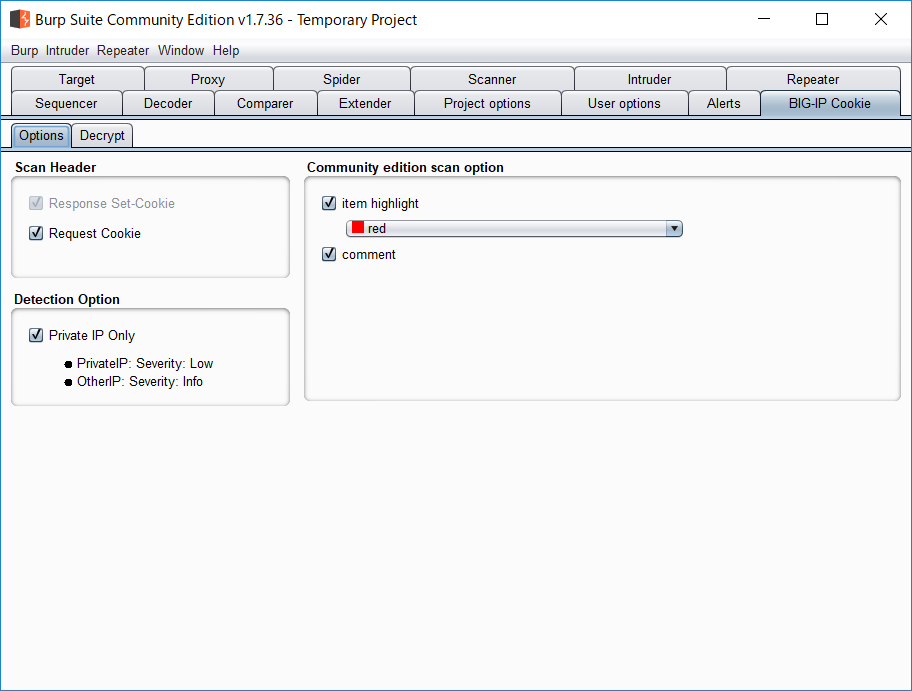 Burp Suite Community Edition v1.7.36 - Temporary Project
Burp Intruder Repeater Window Help
Target Proxy Spider Scanner Intruder Repeater
Sequencer Decoder Comparer Extender Project options User options Alerts BIG-IP Cookie
Options Decrypt
Scan Header
Response Set-Cookie
Request Cookie
Detection Option
Private IP Only
PrivateIP: Severity: Low
OtherIP: Severity: Info
Community edition scan option
item highlight
red
comment